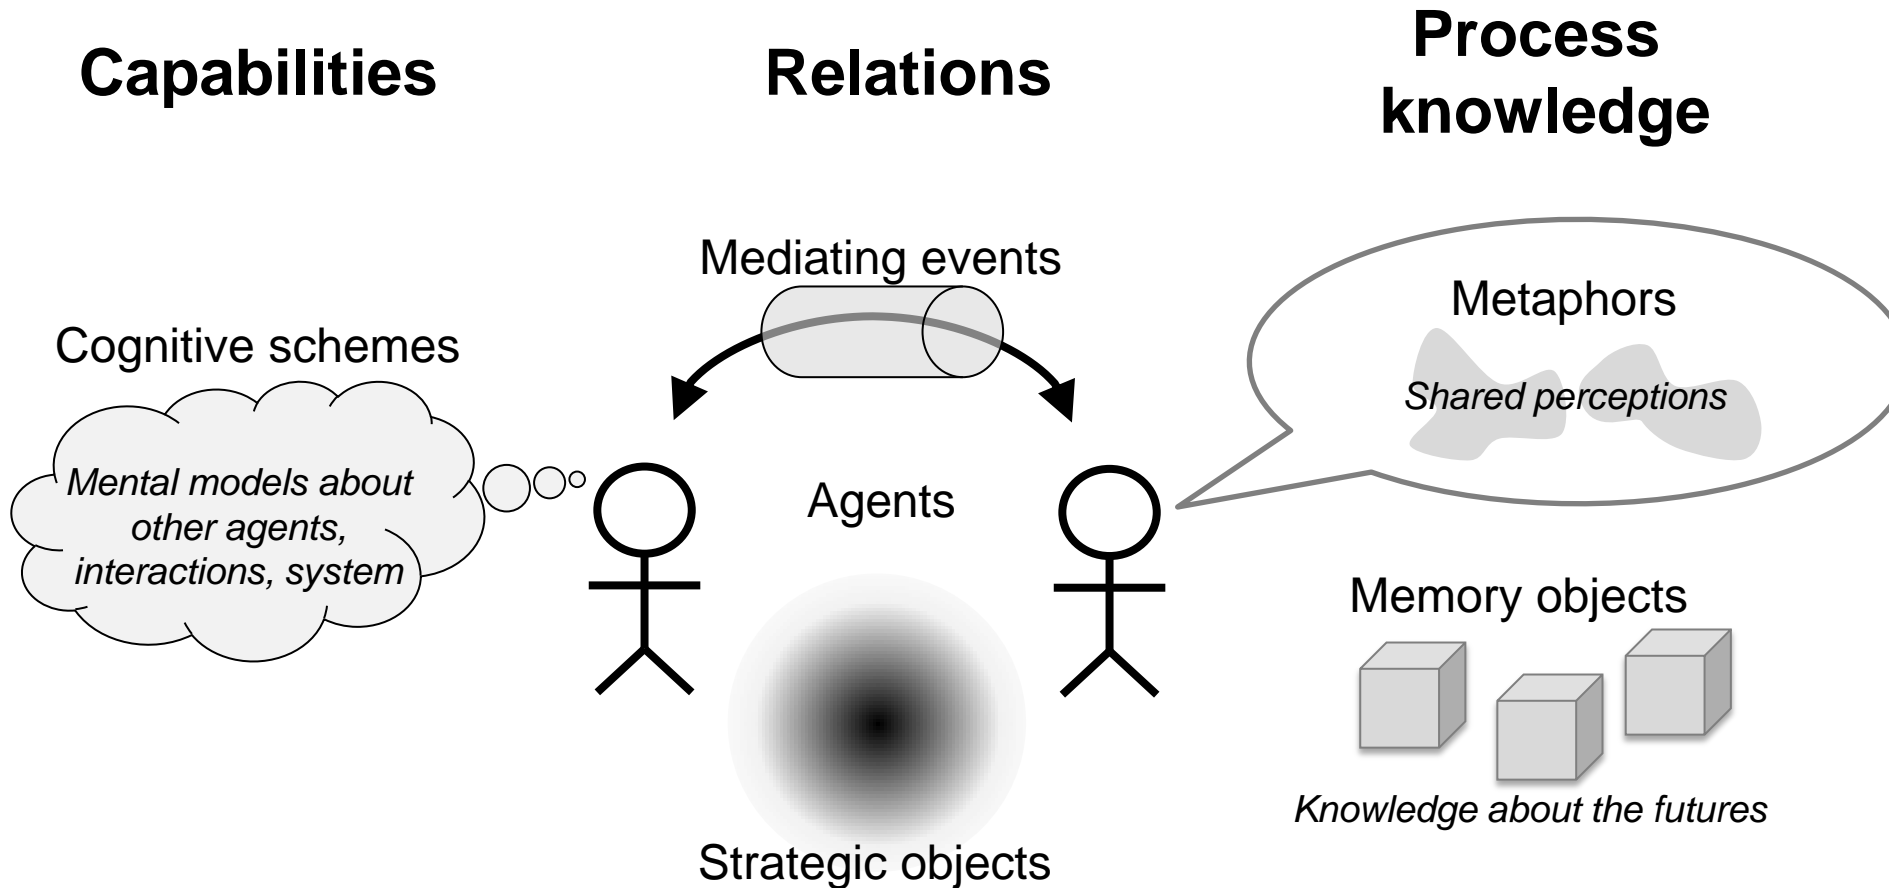 Capabilities
Relations
Process
knowledge
Mediating events
Metaphors
Shared perceptions
Cognitive schemes
Mental models about
other agents,
interactions, system
Agents
Memory objects
Knowledge about the futures
Strategic objects